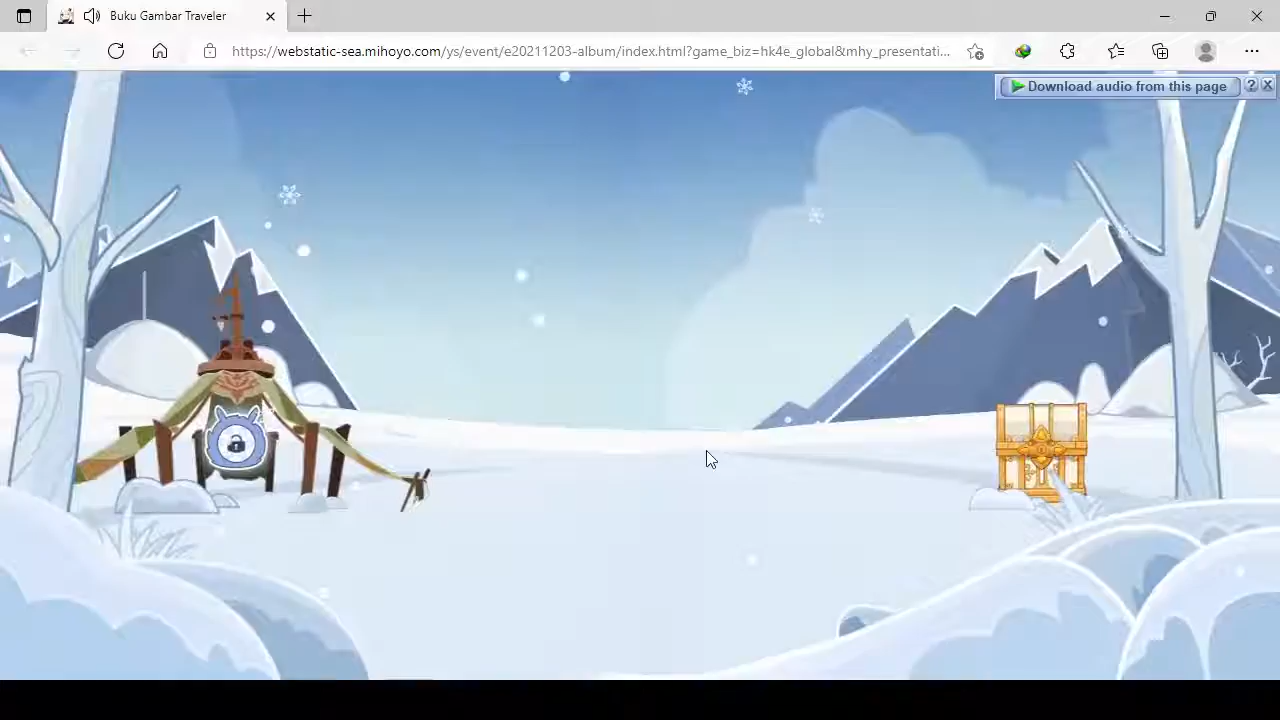 Buku Gambar Traveler
https://webstatic-sea.mihoyo.com/ys/event/e20211203-album/index.html?game_biz=hk4e_global&mhy_presentati...
Download audio from this page
? X